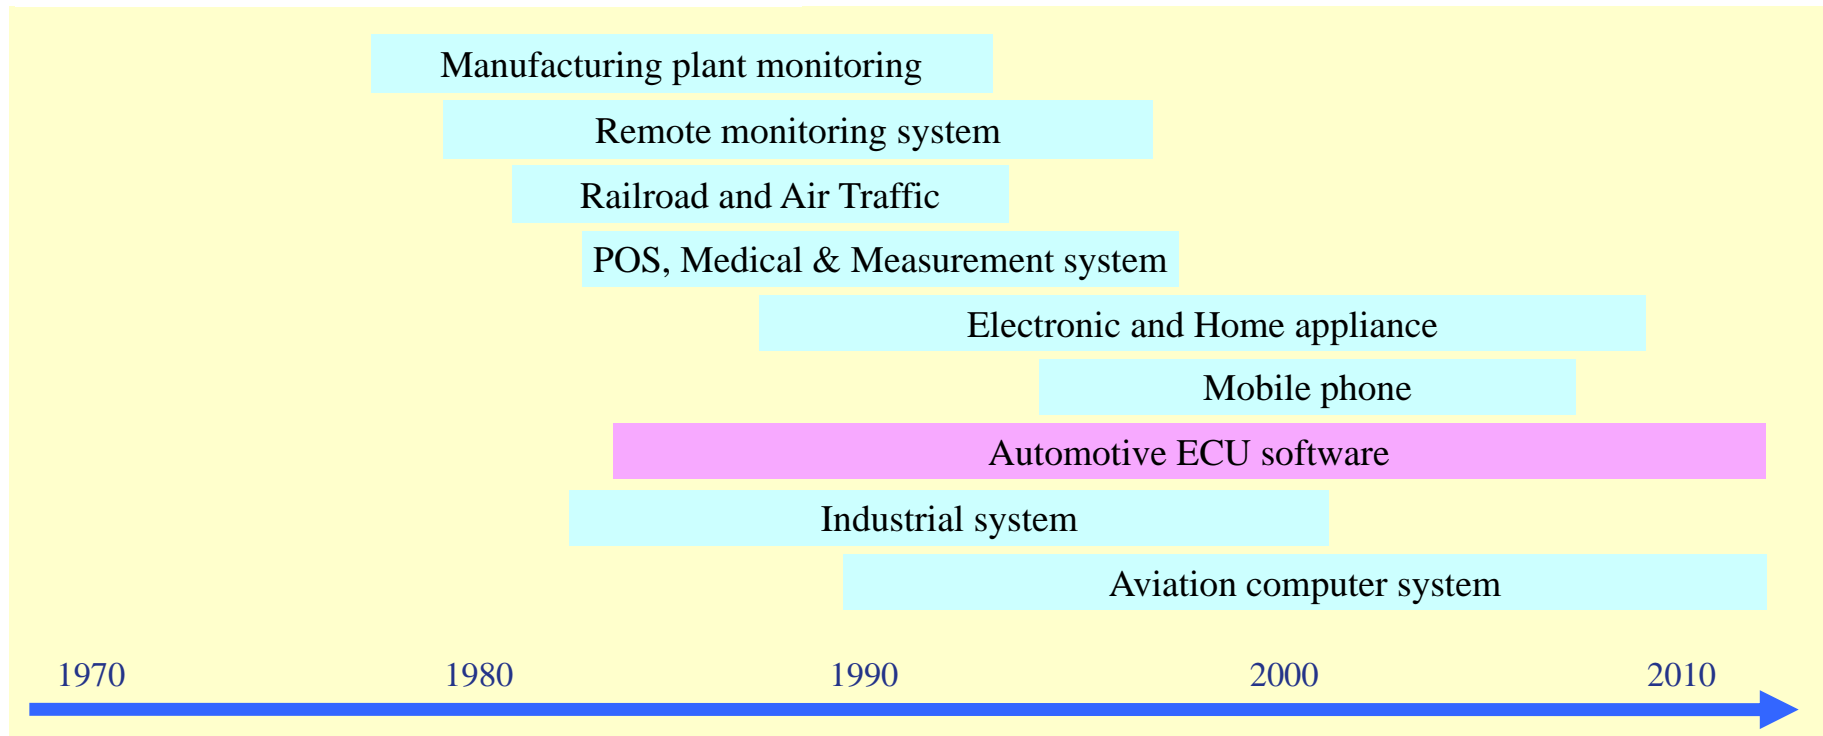 Manufacturing plant monitoring
Remote monitoring system
Railroad and Air Traffic
POS, Medical & Measurement system
Electronic and Home appliance
Mobile phone
Automotive ECU software
Industrial system
Aviation computer system
1970 1980 1990 2000 2010